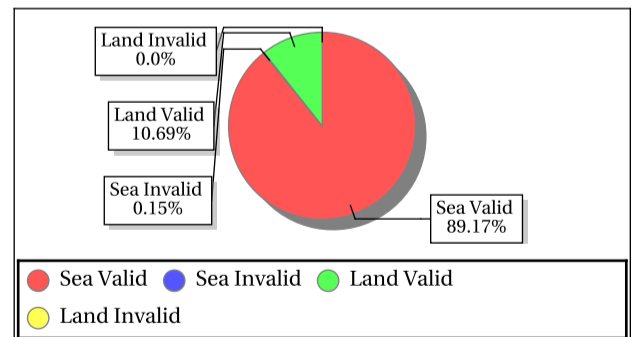 Land Invalid
0.0%
Land Valid
10.69%
Sea Invalid
0.15%
Sea Valid
89.17%
Sea Valid Sea Invalid Land Valid
Land Invalid